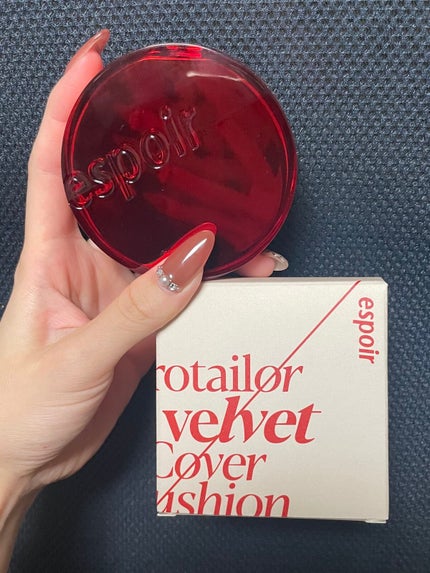 espoir
espoir
rotailor
velvet
Cover
ushion